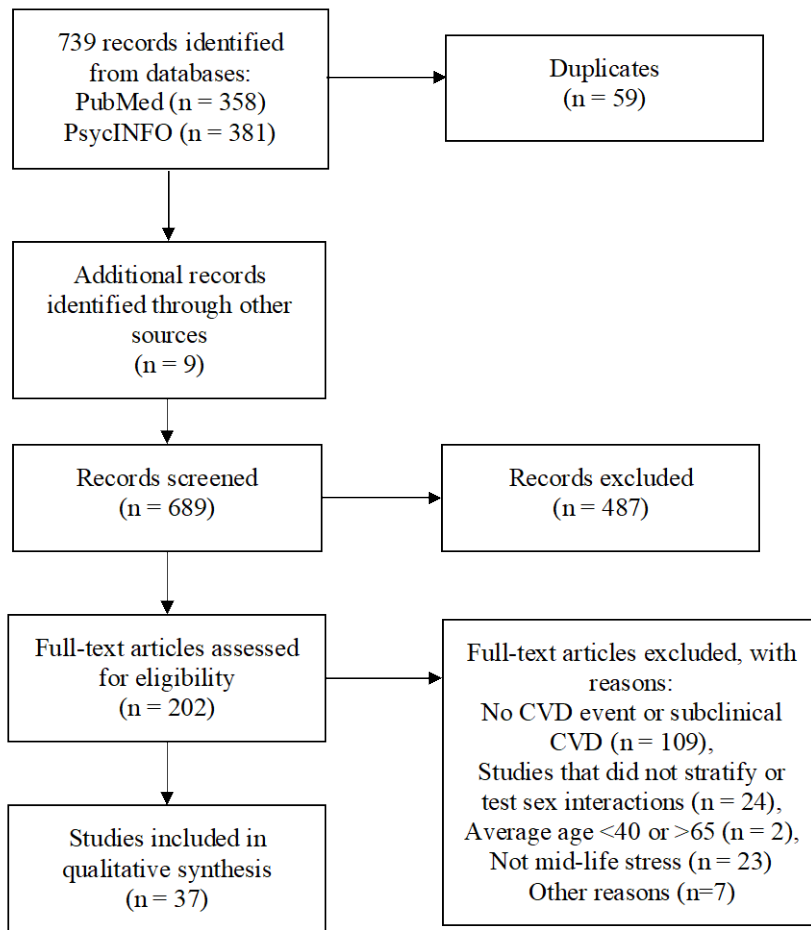 739 records identified
from databases:
PubMed (n = 358)
PsycINFO (n = 381)
Duplicates
(n = 59)
Additional records
identified through other
sources
(n = 9)
Records screened
(n = 689)
Records excluded
(n = 487)
Full-text articles assessed
for eligibility
(n = 202)
Full-text articles excluded, with
reasons:
No CVD event or subclinical
CVD (n = 109),
Studies that did not stratify or
test sex interactions (n = 24),
Average age <40 or >65 (n = 2),
Not mid-life stress (n = 23)
Other reasons (n=7)
Studies included in
qualitative synthesis
(n = 37)